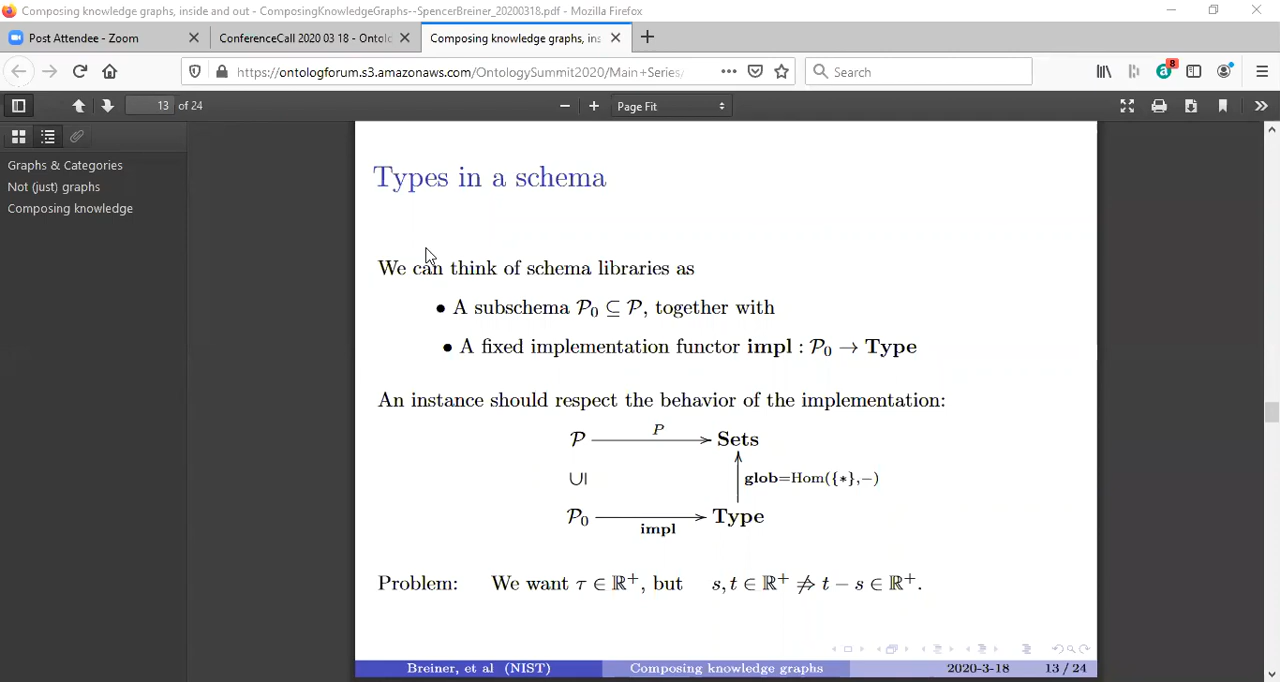 Composing knowledge graphs, inside and out - ComposingKnowledgeGraphs--SpencerBreiner_20200318.pdf - Mozilla Firefox
Post Attendee - Zoom
ConferenceCall 2020 03 18 - Ontolo
Composing knowledge graphs, ins
https://ontologforum.s3.amazonaws.com/OntologySummit2020/Main+Series/
Search
8
13 of 24
Page Fit
Graphs & Categories
Not (just) graphs
Composing knowledge
Types in a schema
We can think of schema libraries as
• A subschema 𝒫₀ ⊆ 𝒫, together with
• A fixed implementation functor impl : 𝒫₀ → Type
An instance should respect the behavior of the implementation:
P
𝒫 Sets
∪I glob=Hom({*},−)
𝒫₀ Type
impl
Problem: We want τ ∈ ℝ⁺, but s, t ∈ ℝ⁺ ⇏ t − s ∈ ℝ⁺.
Breiner, et al (NIST) Composing knowledge graphs 2020-3-18 13 / 24